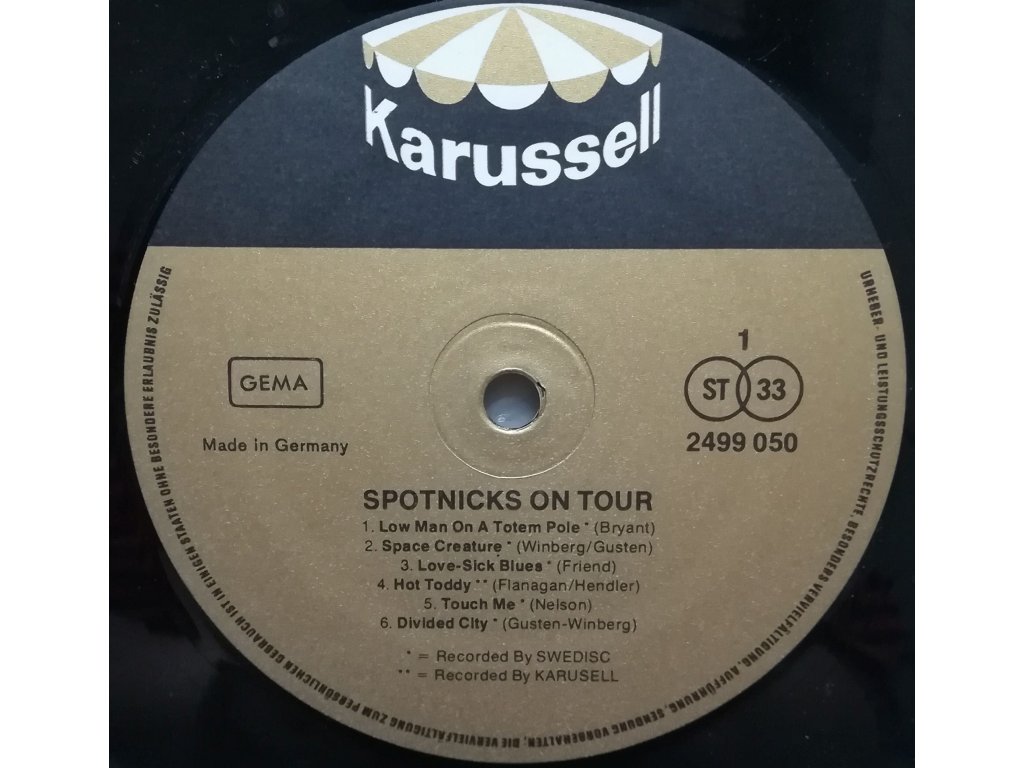 Karussell
GEMA
Made in Germany
1
ST 33
2499 050
SPOTNICKS ON TOUR
1. Low Man On A Totem Pole * (Bryant)
2. Space Creature * (Winberg/Gusten)
3. Love-Sick Blues * (Friend)
4. Hot Toddy ** (Flanagan/Hendler)
5. Touch Me * (Nelson)
6. Divided City * (Gusten-Winberg)
* = Recorded By SWEDISC
** = Recorded By KARUSELL
URHEBER- UND LEISTUNGSSCHUTZRECHTE, BESONDERS VERVIELFÄLTIGUNG, AUFFÜHRUNG, SENDUNG VORBEHALTEN, DIE VERVIELFÄLTIGUNG ZUM PERSÖNLICHEN GEBRAUCH IST IN EINIGEN STAATEN OHNE BESONDERE ERLAUBNIS ZULÄSSIG